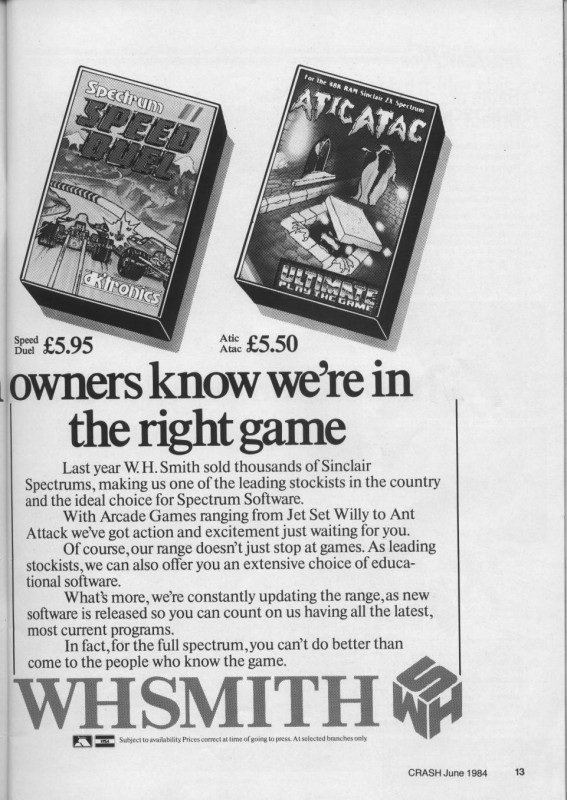 Spectrum
SPEED
DUEL
dKtronics
For the 48K RAM Sinclair ZX Spectrum
ATIC ATAC
ULTIMATE
PLAY THE GAME
Speed
Duel £5.95
Atic
Atac £5.50
owners know we're in
the right game
Last year W.H. Smith sold thousands of Sinclair
Spectrums, making us one of the leading stockists in the country
and the ideal choice for Spectrum Software.
With Arcade Games ranging from Jet Set Willy to Ant
Attack we've got action and excitement just waiting for you.
Of course, our range doesn't just stop at games. As leading
stockists, we can also offer you an extensive choice of educa-
tional software.
What's more, we're constantly updating the range, as new
software is released so you can count on us having all the latest,
most current programs.
In fact, for the full spectrum, you can't do better than
come to the people who know the game.
WHSMITH
WHS
VISA
Subject to availability. Prices correct at time of going to press. At selected branches only
CRASH June 1984 13